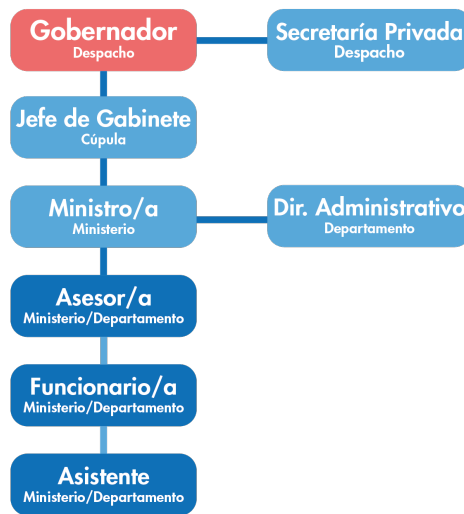 Gobernador
Despacho
Secretaría Privada
Despacho
Jefe de Gabinete
Cúpula
Ministro/a
Ministerio
Dir. Administrativo
Departamento
Asesor/a
Ministerio/Departamento
Funcionario/a
Ministerio/Departamento
Asistente
Ministerio/Departamento